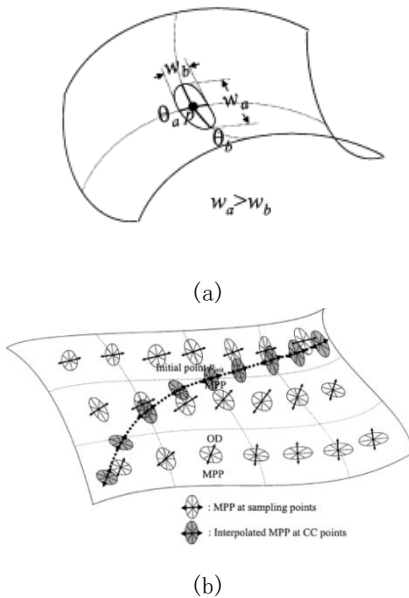 w_b
w_a
θ_a p
θ_b
w_a>w_b
(a)
Initial point
MPP
OD
MPP
: MPP at sampling points
: Interpolated MPP at CC points
(b)